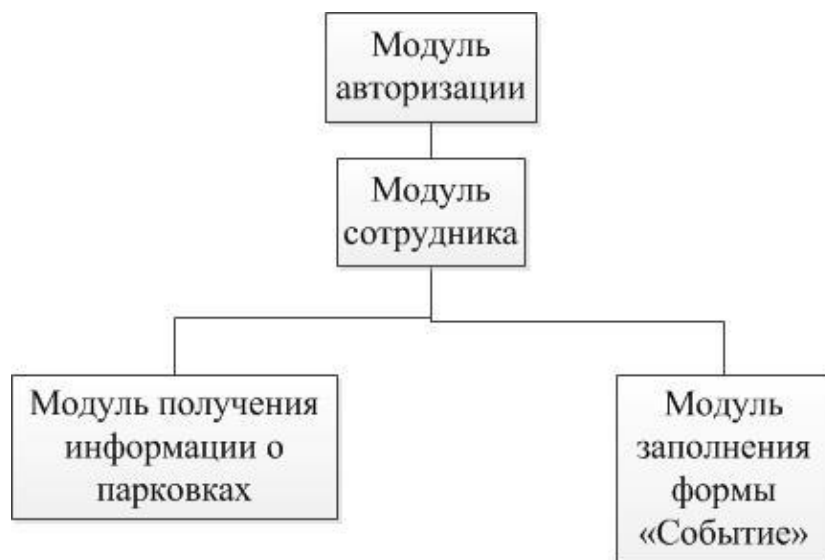 Модуль
авторизации
Модуль
сотрудника
Модуль получения
информации о
парковках
Модуль
заполнения
формы
«Событие»